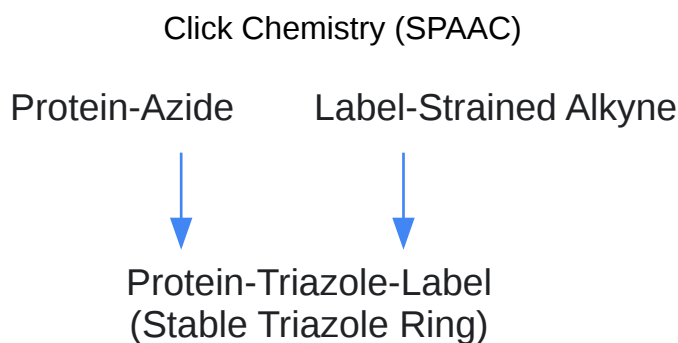 Click Chemistry (SPAAC)
Protein-Azide Label-Strained Alkyne
Protein-Triazole-Label
(Stable Triazole Ring)